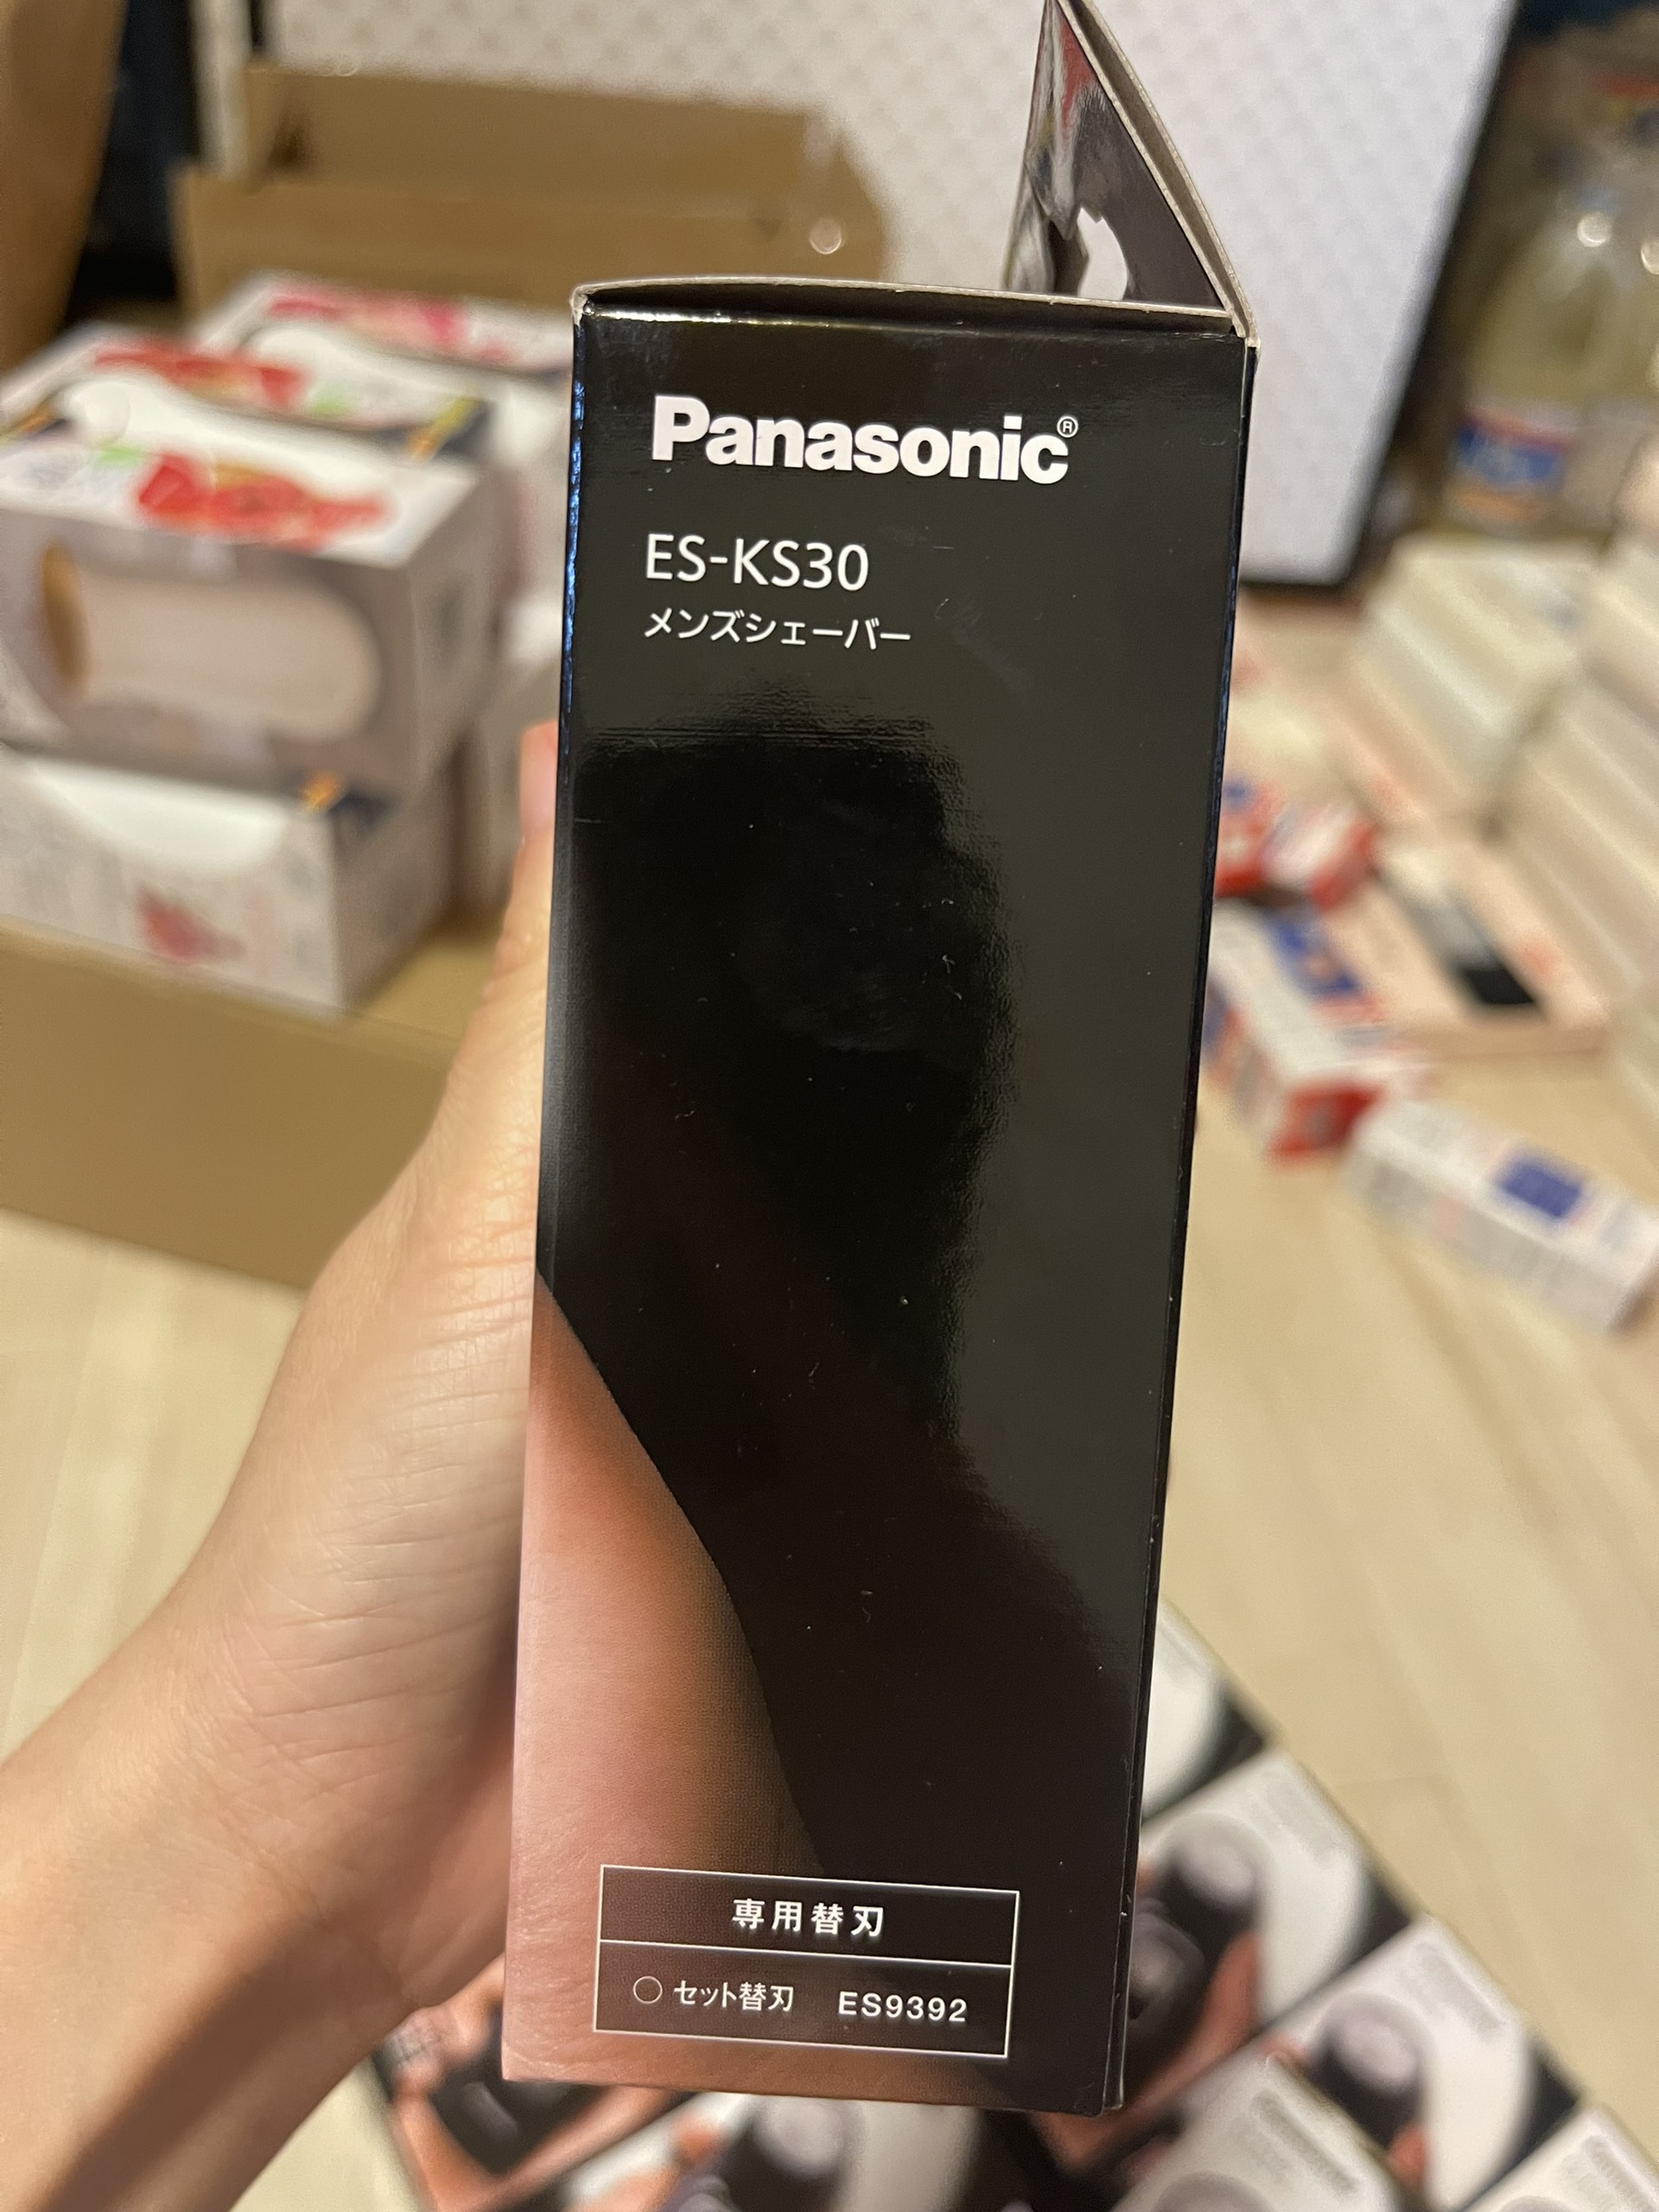 Panasonic®
ES-KS30
メンズシェーバー
専用替刃
○ セット替刃 ES9392